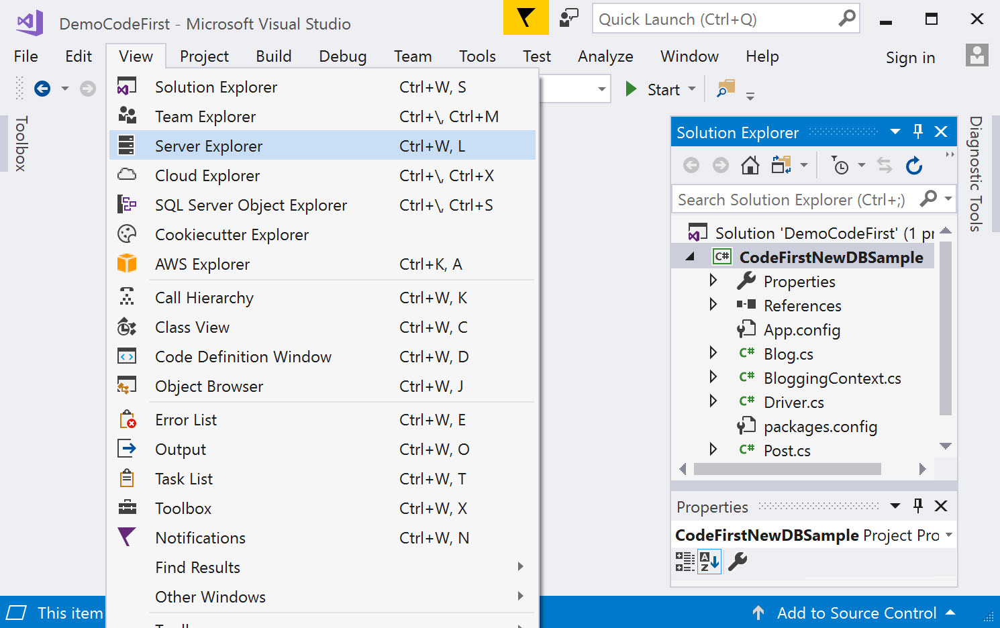 DemoCodeFirst - Microsoft Visual Studio
Quick Launch (Ctrl+Q)
File Edit View Project Build Debug Team Tools Test Analyze Window Help Sign in
Start
Toolbox
Solution Explorer Ctrl+W, S
Team Explorer Ctrl+\, Ctrl+M
Server Explorer Ctrl+W, L
Cloud Explorer Ctrl+\, Ctrl+X
SQL Server Object Explorer Ctrl+\, Ctrl+S
Cookiecutter Explorer
AWS Explorer Ctrl+K, A
Call Hierarchy Ctrl+W, K
Class View Ctrl+W, C
Code Definition Window Ctrl+W, D
Object Browser Ctrl+W, J
Error List Ctrl+W, E
Output Ctrl+W, O
Task List Ctrl+W, T
Toolbox Ctrl+W, X
Notifications Ctrl+W, N
Find Results
Other Windows
Solution Explorer
Search Solution Explorer (Ctrl+;)
Solution 'DemoCodeFirst' (1 pr
C# CodeFirstNewDBSample
Properties
References
App.config
C# Blog.cs
C# BloggingContext.cs
C# Driver.cs
packages.config
C# Post.cs
Properties
CodeFirstNewDBSample Project Pro
Diagnostic Tools
This item
Add to Source Control